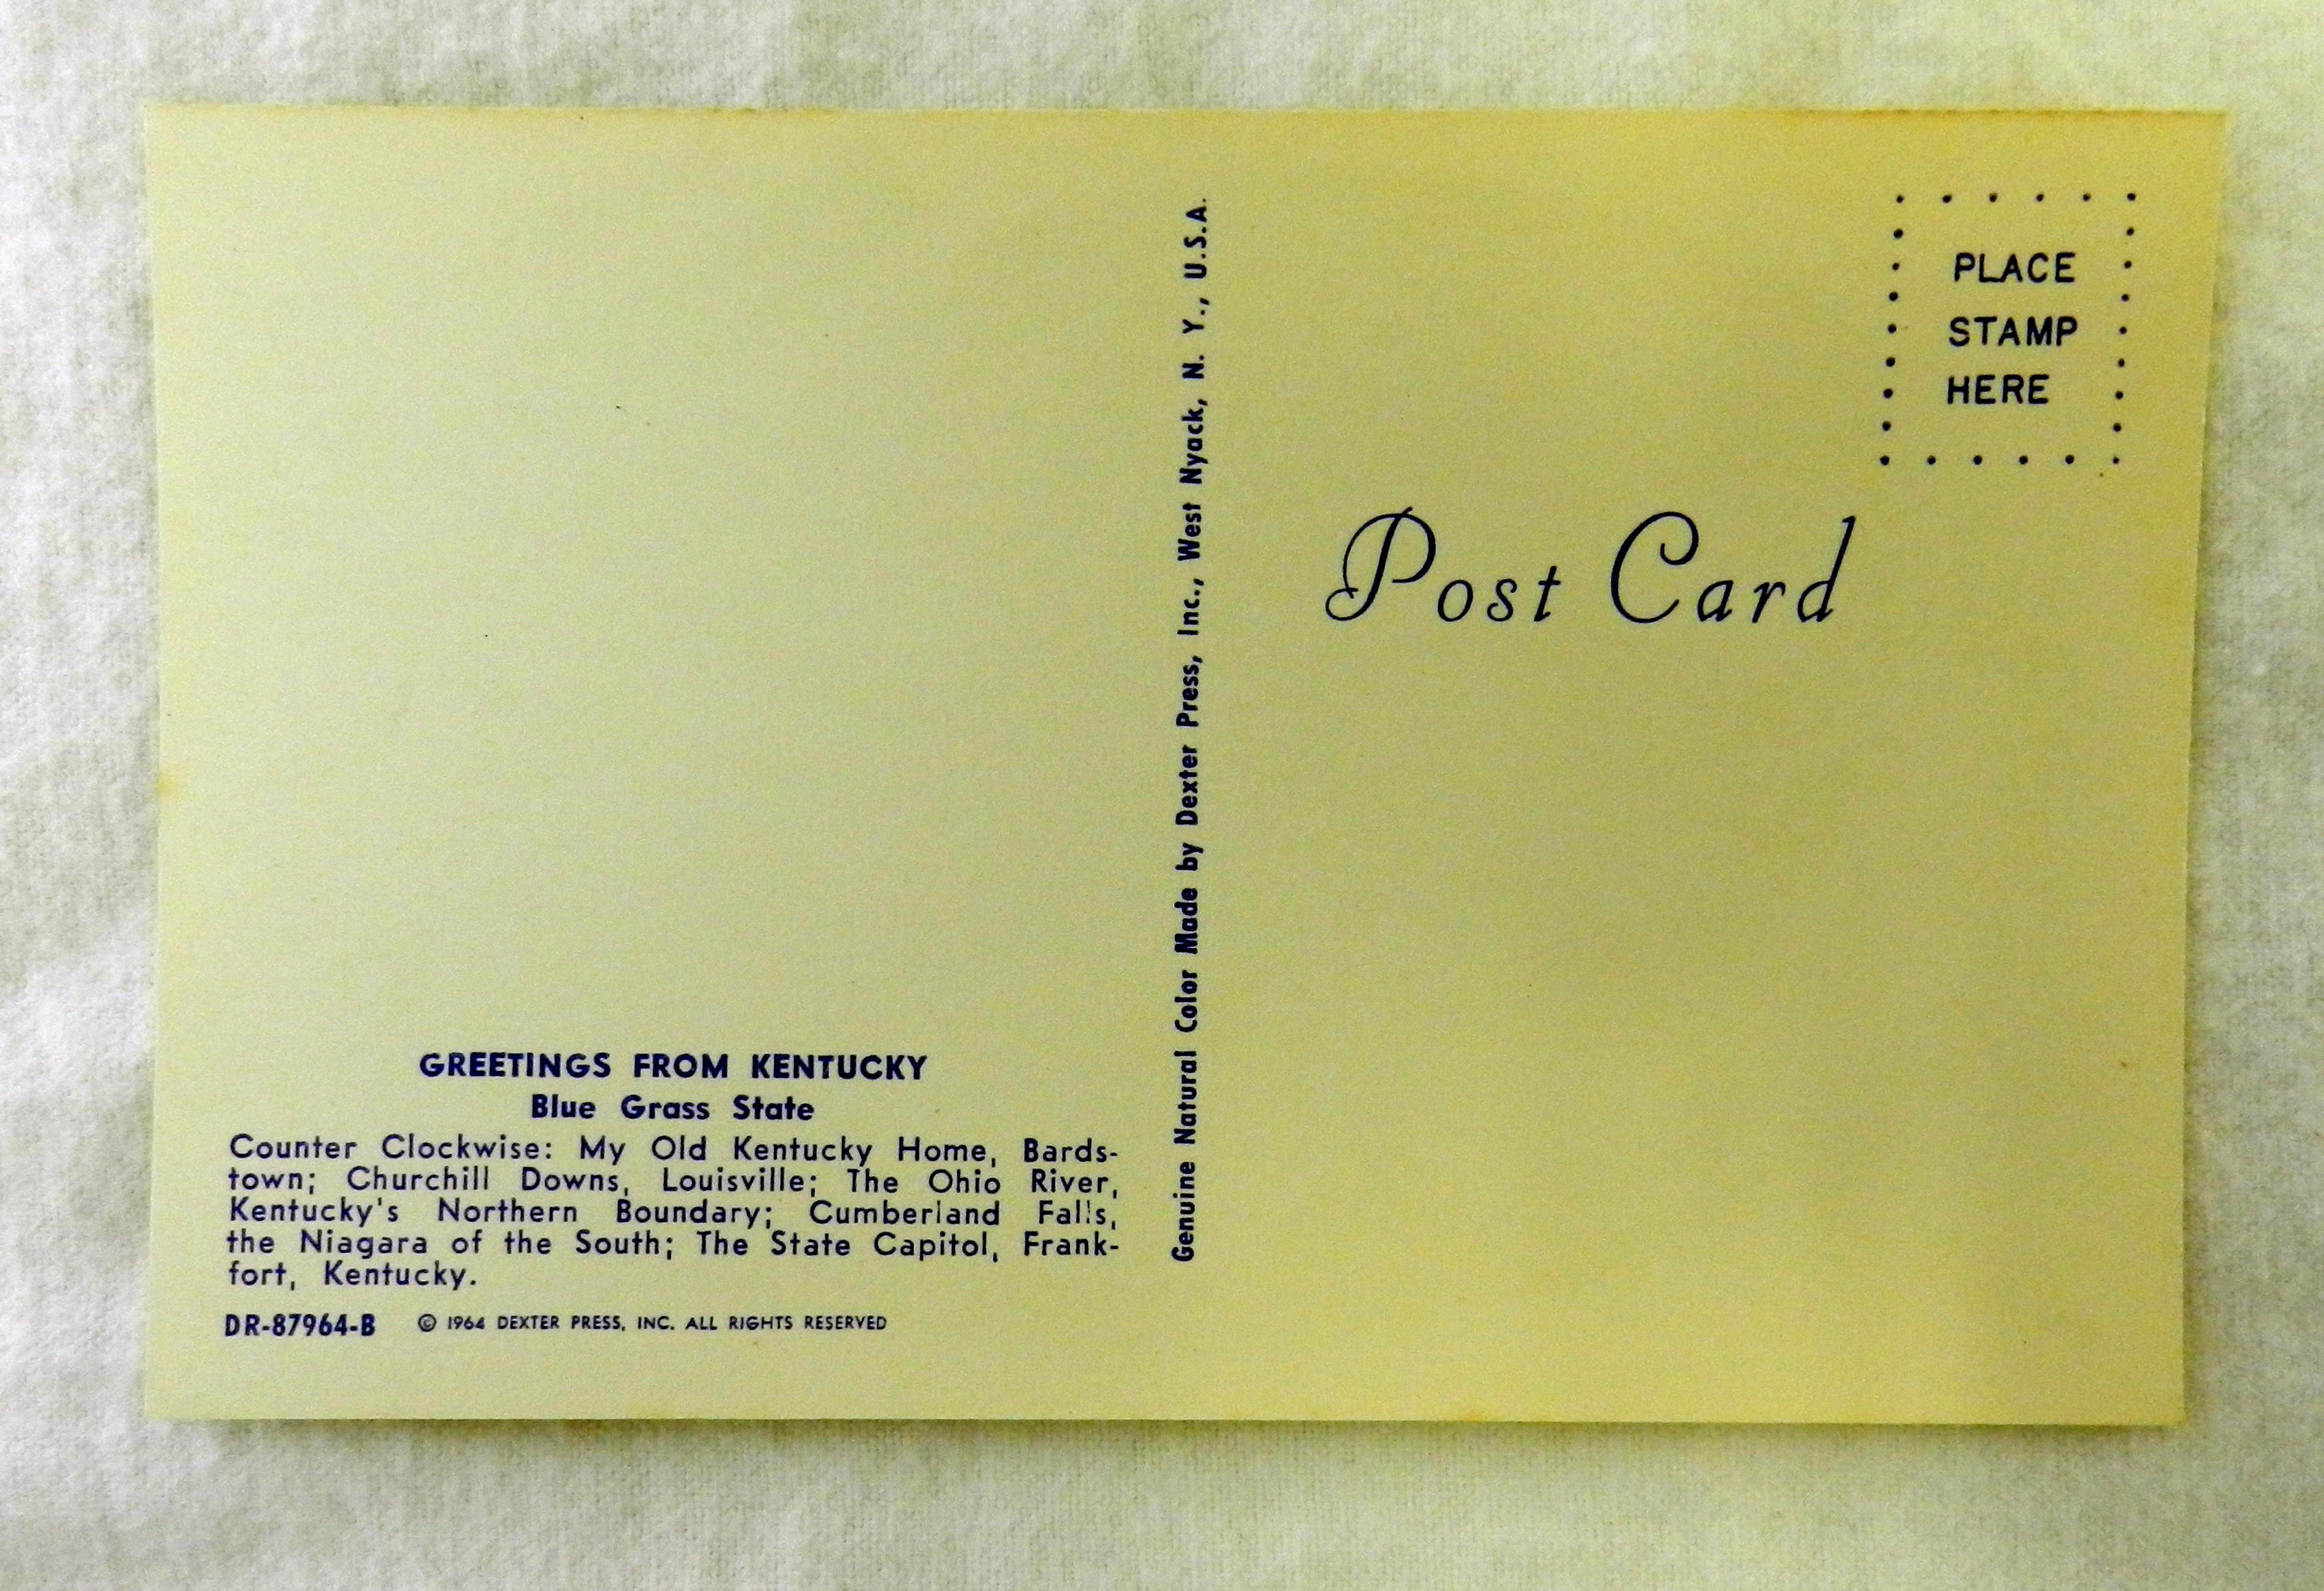 GREETINGS FROM KENTUCKY
Blue Grass State
Counter Clockwise: My Old Kentucky Home, Bards-
town; Churchill Downs, Louisville; The Ohio River,
Kentucky's Northern Boundary; Cumberland Falls,
the Niagara of the South; The State Capitol, Frank-
fort, Kentucky.
DR-87964-B © 1964 DEXTER PRESS, INC. ALL RIGHTS RESERVED
Genuine Natural Color Made by Dexter Press, Inc., West Nyack, N. Y., U.S.A.
PLACE
STAMP
HERE
Post Card